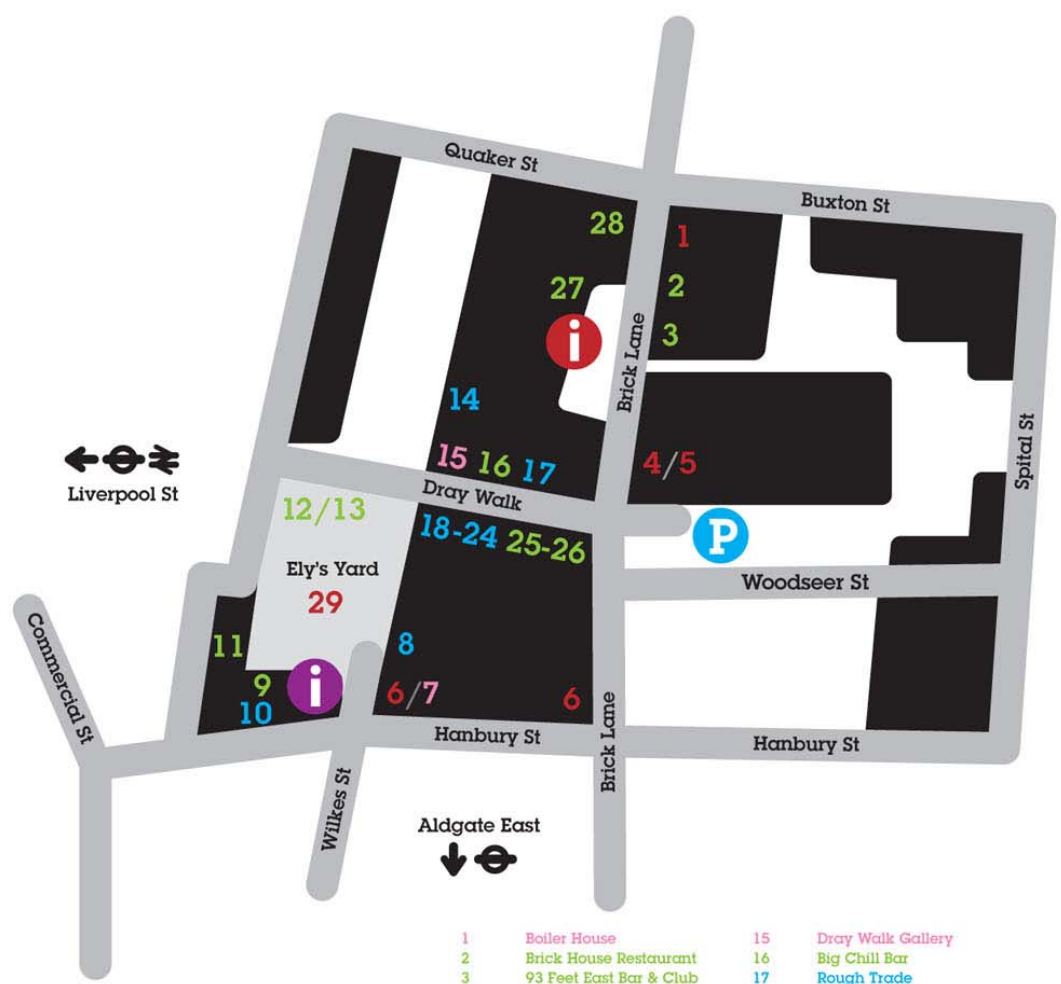 Quaker St
Buxton St
28
1
27
2
i
3
Brick Lane
14
15
16
17
4/5
Spital St
Liverpool St
Dray Walk
12/13
18-24
25-26
P
Ely's Yard
29
Woodseer St
Commercial St
11
8
9
i
10
6/7
6
Hanbury St
Hanbury St
Wilkes St
Brick Lane
Aldgate East
1 Boiler House
2 Brick House Restaurant
3 93 Feet East Bar & Club
15 Dray Walk Gallery
16 Big Chill Bar
17 Rough Trade